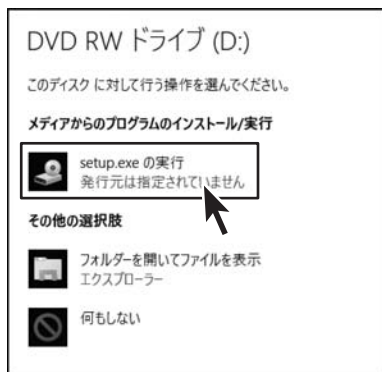 DVD RW ドライブ (D:)
このディスク に対して行う操作を選んでください。
メディアからのプログラムのインストール/実行
setup.exe の実行
発行元は指定されていません
その他の選択肢
フォルダーを開いてファイルを表示
エクスプローラー
何もしない